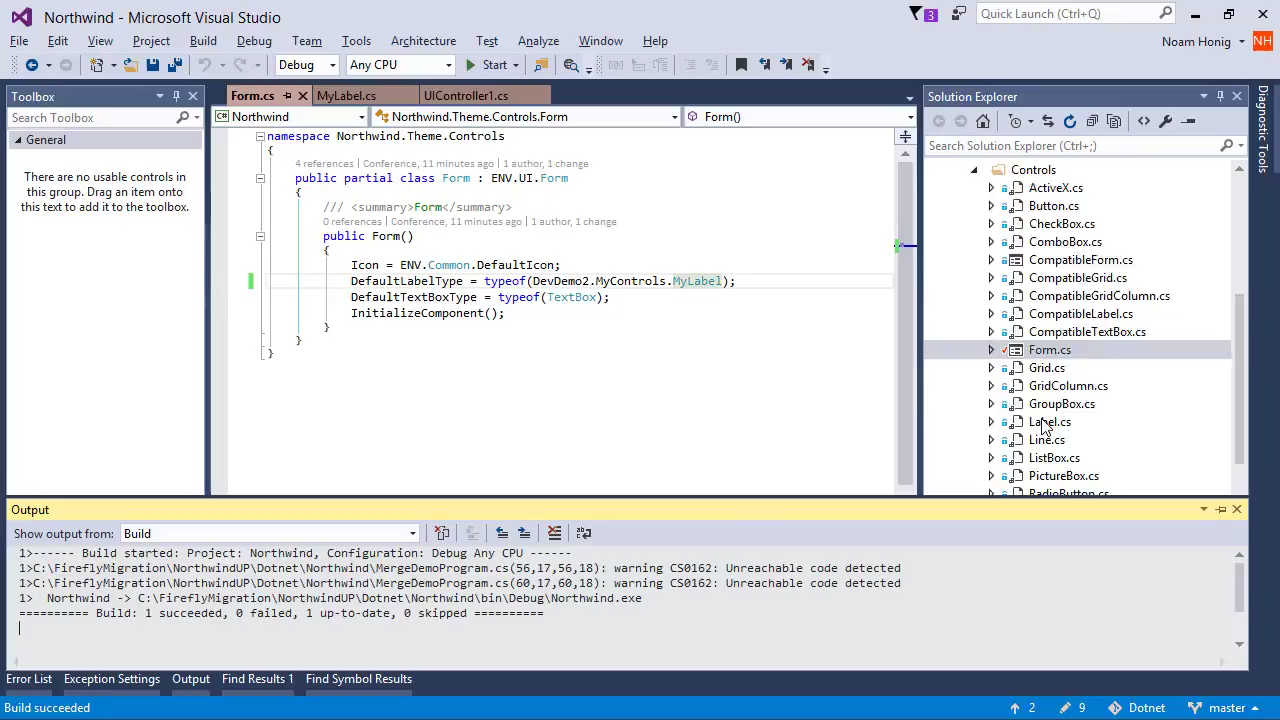 Northwind - Microsoft Visual Studio
3
Quick Launch (Ctrl+Q)
File Edit View Project Build Debug Team Tools Architecture Test Analyze Window Help
Noam Honig
NH
Debug
Any CPU
Start
Toolbox
Search Toolbox
General
There are no usable controls in
this group. Drag an item onto
this text to add it to the toolbox.
Form.cs
MyLabel.cs
UIController1.cs
Northwind
Northwind.Theme.Controls.Form
Form()
namespace Northwind.Theme.Controls
{
4 references | Conference, 11 minutes ago | 1 author, 1 change
public partial class Form : ENV.UI.Form
{
/// <summary>Form</summary>
0 references | Conference, 11 minutes ago | 1 author, 1 change
public Form()
{
Icon = ENV.Common.DefaultIcon;
DefaultLabelType = typeof(DevDemo2.MyControls.MyLabel);
DefaultTextBoxType = typeof(TextBox);
InitializeComponent();
}
}
}
Solution Explorer
Search Solution Explorer (Ctrl+;)
Controls
ActiveX.cs
Button.cs
CheckBox.cs
ComboBox.cs
CompatibleForm.cs
CompatibleGrid.cs
CompatibleGridColumn.cs
CompatibleLabel.cs
CompatibleTextBox.cs
Form.cs
Grid.cs
GridColumn.cs
GroupBox.cs
Label.cs
Line.cs
ListBox.cs
PictureBox.cs
RadioButton.cs
Diagnostic Tools
Output
Show output from: Build
1>------ Build started: Project: Northwind, Configuration: Debug Any CPU ------
1>C:\FireflyMigration\NorthwindUP\Dotnet\Northwind\MergeDemoProgram.cs(56,17,56,18): warning CS0162: Unreachable code detected
1>C:\FireflyMigration\NorthwindUP\Dotnet\Northwind\MergeDemoProgram.cs(60,17,60,18): warning CS0162: Unreachable code detected
1> Northwind -> C:\FireflyMigration\NorthwindUP\Dotnet\Northwind\bin\Debug\Northwind.exe
========== Build: 1 succeeded, 0 failed, 1 up-to-date, 0 skipped ==========
Error List Exception Settings Output Find Results 1 Find Symbol Results
Build succeeded
2
9
Dotnet
master